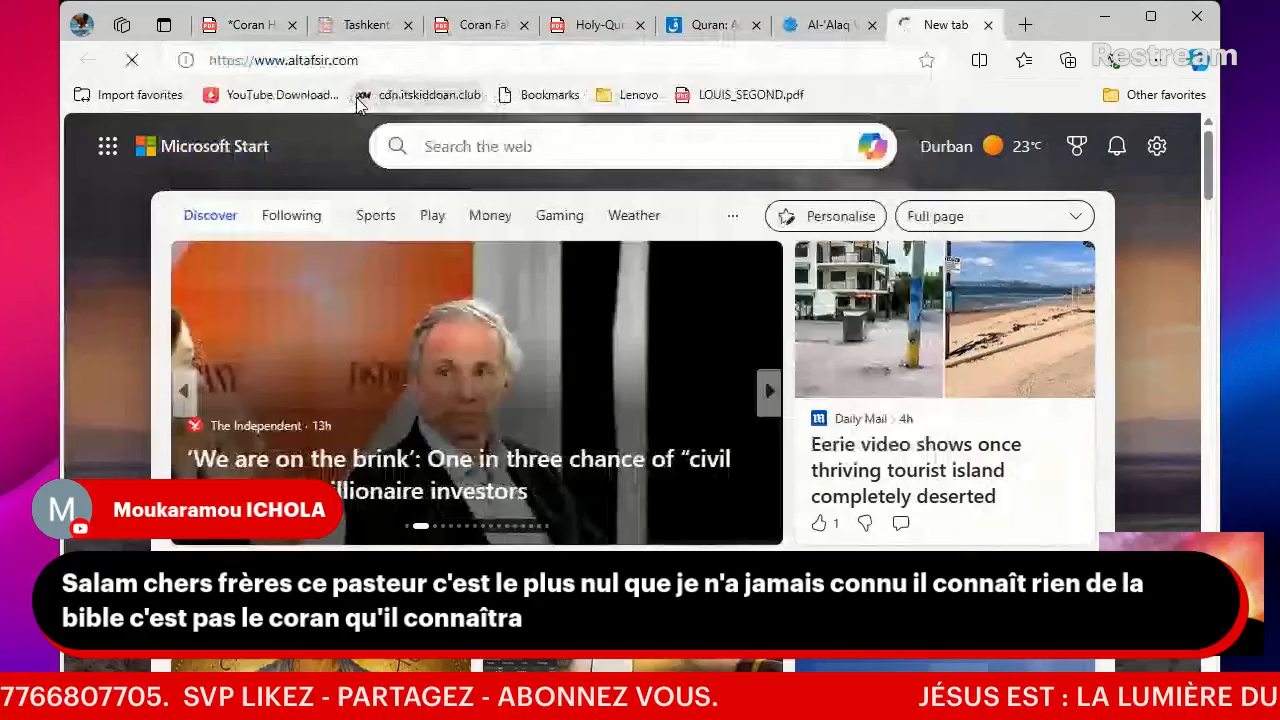 *Coran H
Tashkent
Coran Fa
Holy-Qur
Quran: A
Al-'Alaq V
New tab
Restream
https://www.altafsir.com
Import favorites
YouTube Download...
cdn.itskiddoan.club
Bookmarks
Lenovo
LOUIS_SEGOND.pdf
Other favorites
Microsoft Start
Search the web
Durban 23°C
Discover Following Sports Play Money Gaming Weather ...
Personalise
Full page
The Independent · 13h
'We are on the brink': One in three chance of “civil
illionaire investors
Daily Mail · 4h
Eerie video shows once
thriving tourist island
completely deserted
1
M
Moukaramou ICHOLA
Salam chers frères ce pasteur c'est le plus nul que je n'a jamais connu il connaît rien de la
bible c'est pas le coran qu'il connaîtra
7766807705. SVP LIKEZ - PARTAGEZ - ABONNEZ VOUS. JÉSUS EST : LA LUMIÈRE DU